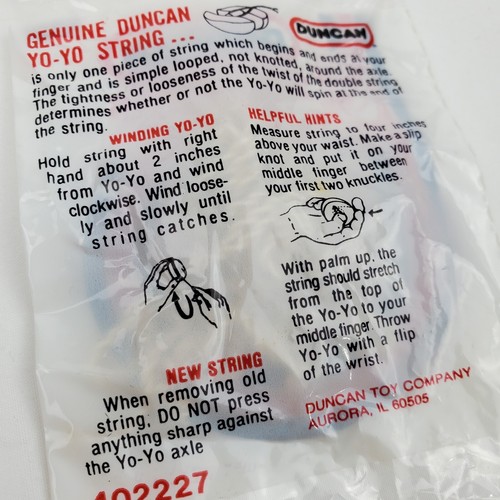 GENUINE DUNCAN
YO-YO STRING ...
DUNCAN
is only one piece of string which begins and ends at your
finger and is simple looped, not knotted, around the axle.
The tightness or looseness of the twist of the double string
determines whether or not the Yo-Yo will spin at the end of
the string.
WINDING YO-YO
Hold string with right
hand about 2 inches
from Yo-Yo and wind
clockwise. Wind loose-
ly and slowly until
string catches.
HELPFUL HINTS
Measure string to four inches
above your waist. Make a slip
knot and put it on your
middle finger between
your first two knuckles.
With palm up, the
string should stretch
from the top of
the Yo-Yo to your
middle finger. Throw
Yo-Yo with a flip
of the wrist.
NEW STRING
When removing old
string, DO NOT press
anything sharp against
the Yo-Yo axle
DUNCAN TOY COMPANY
AURORA, IL 60505
102227